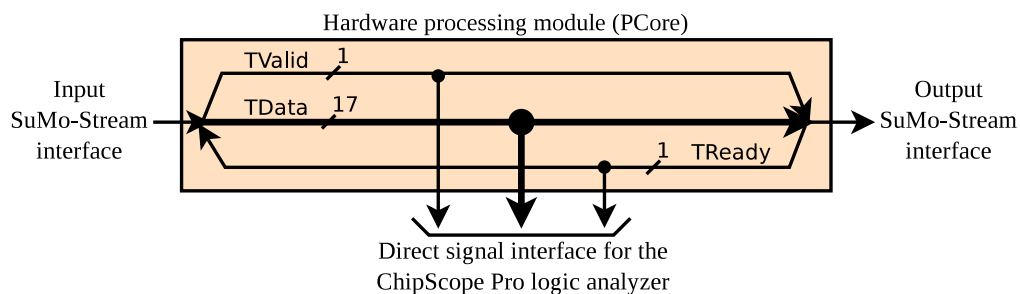 Hardware processing module (PCore)
TValid
1
Input
SuMo-Stream
interface
TData
17
Output
SuMo-Stream
interface
1
TReady
Direct signal interface for the
ChipScope Pro logic analyzer